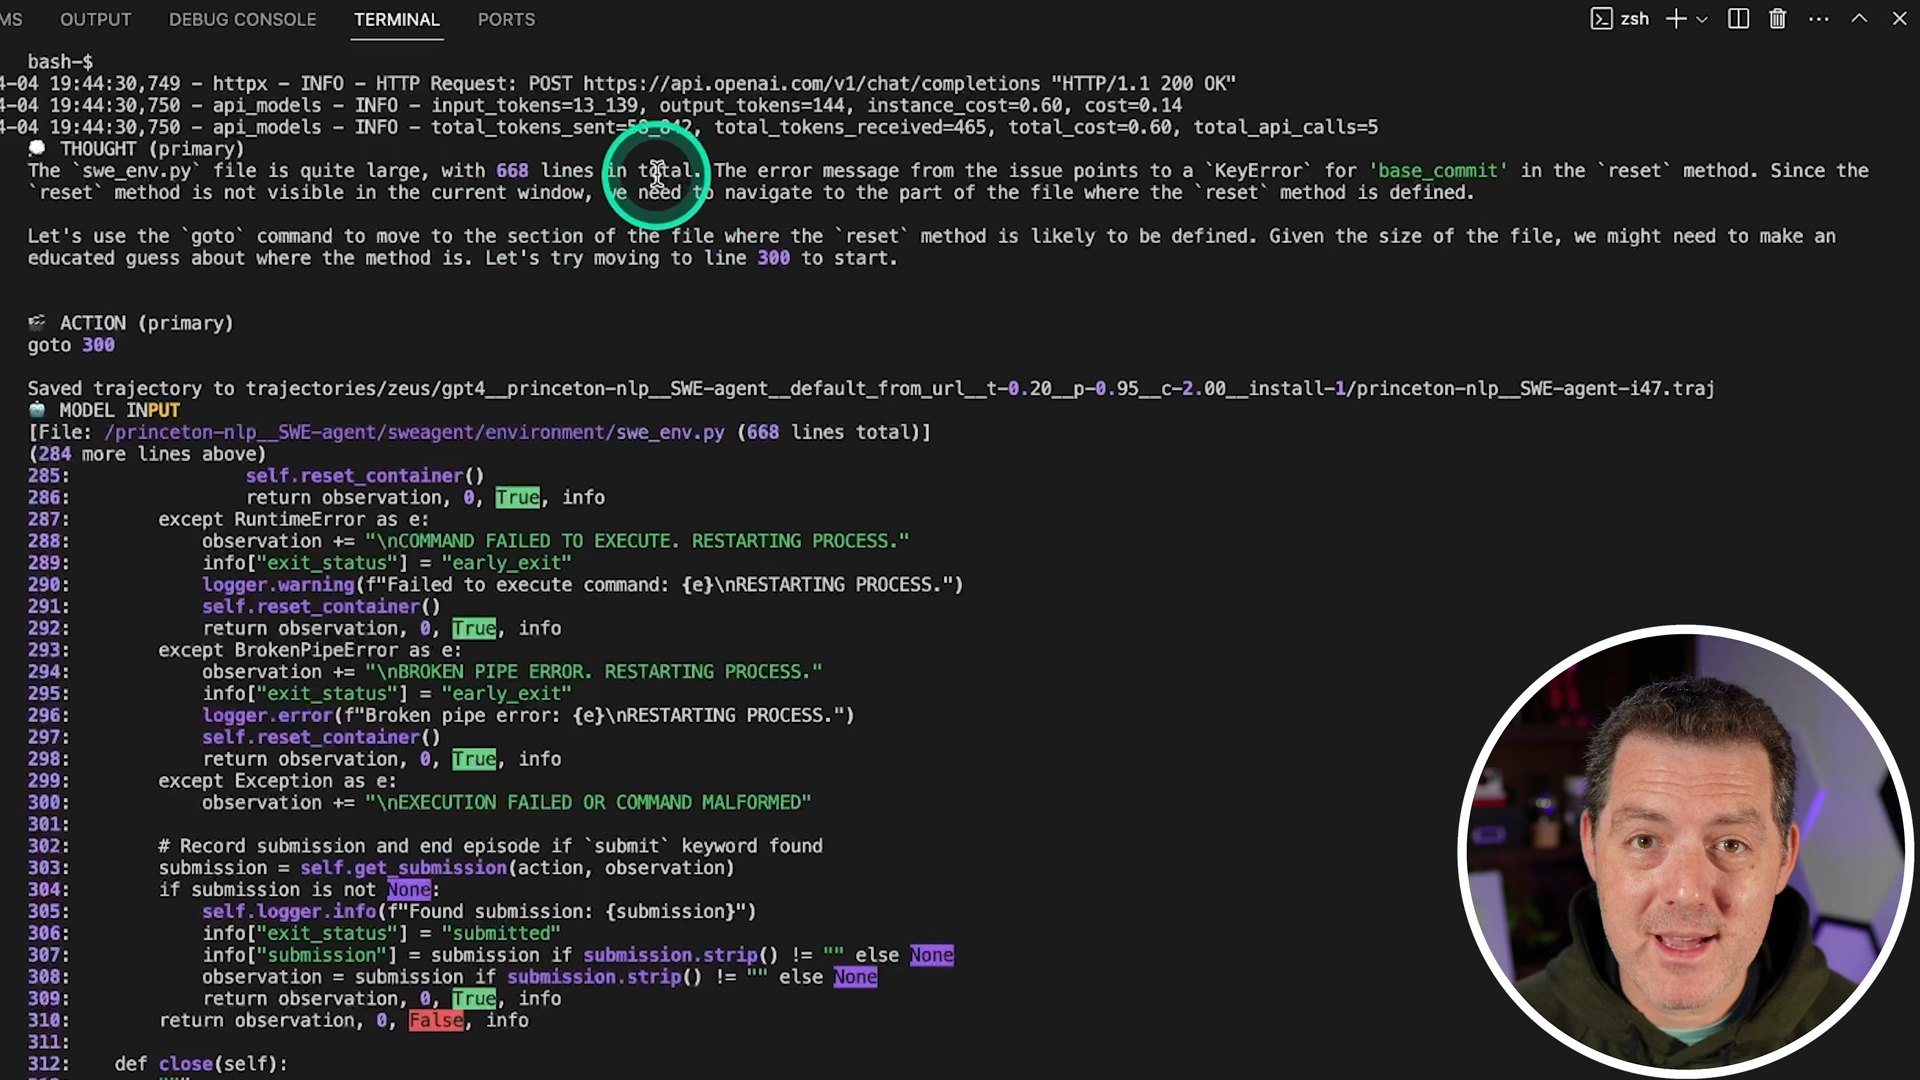 MS OUTPUT DEBUG CONSOLE TERMINAL PORTS zsh
bash-$
4-04 19:44:30,749 - httpx - INFO - HTTP Request: POST https://api.openai.com/v1/chat/completions "HTTP/1.1 200 OK"
4-04 19:44:30,750 - api_models - INFO - input_tokens=13_139, output_tokens=144, instance_cost=0.60, cost=0.14
4-04 19:44:30,750 - api_models - INFO - total_tokens_sent=58_842, total_tokens_received=465, total_cost=0.60, total_api_calls=5
THOUGHT (primary)
The `swe_env.py` file is quite large, with 668 lines in total. The error message from the issue points to a `KeyError` for 'base_commit' in the `reset` method. Since the
`reset` method is not visible in the current window, we need to navigate to the part of the file where the `reset` method is defined.
Let's use the `goto` command to move to the section of the file where the `reset` method is likely to be defined. Given the size of the file, we might need to make an
educated guess about where the method is. Let's try moving to line 300 to start.
ACTION (primary)
goto 300
Saved trajectory to trajectories/zeus/gpt4__princeton-nlp__SWE-agent__default_from_url__t-0.20__p-0.95__c-2.00__install-1/princeton-nlp__SWE-agent-i47.traj
MODEL INPUT
[File: /princeton-nlp__SWE-agent/sweagent/environment/swe_env.py (668 lines total)]
(284 more lines above)
285: self.reset_container()
286: return observation, 0, True, info
287: except RuntimeError as e:
288: observation += "\nCOMMAND FAILED TO EXECUTE. RESTARTING PROCESS."
289: info["exit_status"] = "early_exit"
290: logger.warning(f"Failed to execute command: {e}\nRESTARTING PROCESS.")
291: self.reset_container()
292: return observation, 0, True, info
293: except BrokenPipeError as e:
294: observation += "\nBROKEN PIPE ERROR. RESTARTING PROCESS."
295: info["exit_status"] = "early_exit"
296: logger.error(f"Broken pipe error: {e}\nRESTARTING PROCESS.")
297: self.reset_container()
298: return observation, 0, True, info
299: except Exception as e:
300: observation += "\nEXECUTION FAILED OR COMMAND MALFORMED"
301:
302: # Record submission and end episode if `submit` keyword found
303: submission = self.get_submission(action, observation)
304: if submission is not None:
305: self.logger.info(f"Found submission: {submission}")
306: info["exit_status"] = "submitted"
307: info["submission"] = submission if submission.strip() != "" else None
308: observation = submission if submission.strip() != "" else None
309: return observation, 0, True, info
310: return observation, 0, False, info
311:
312: def close(self):